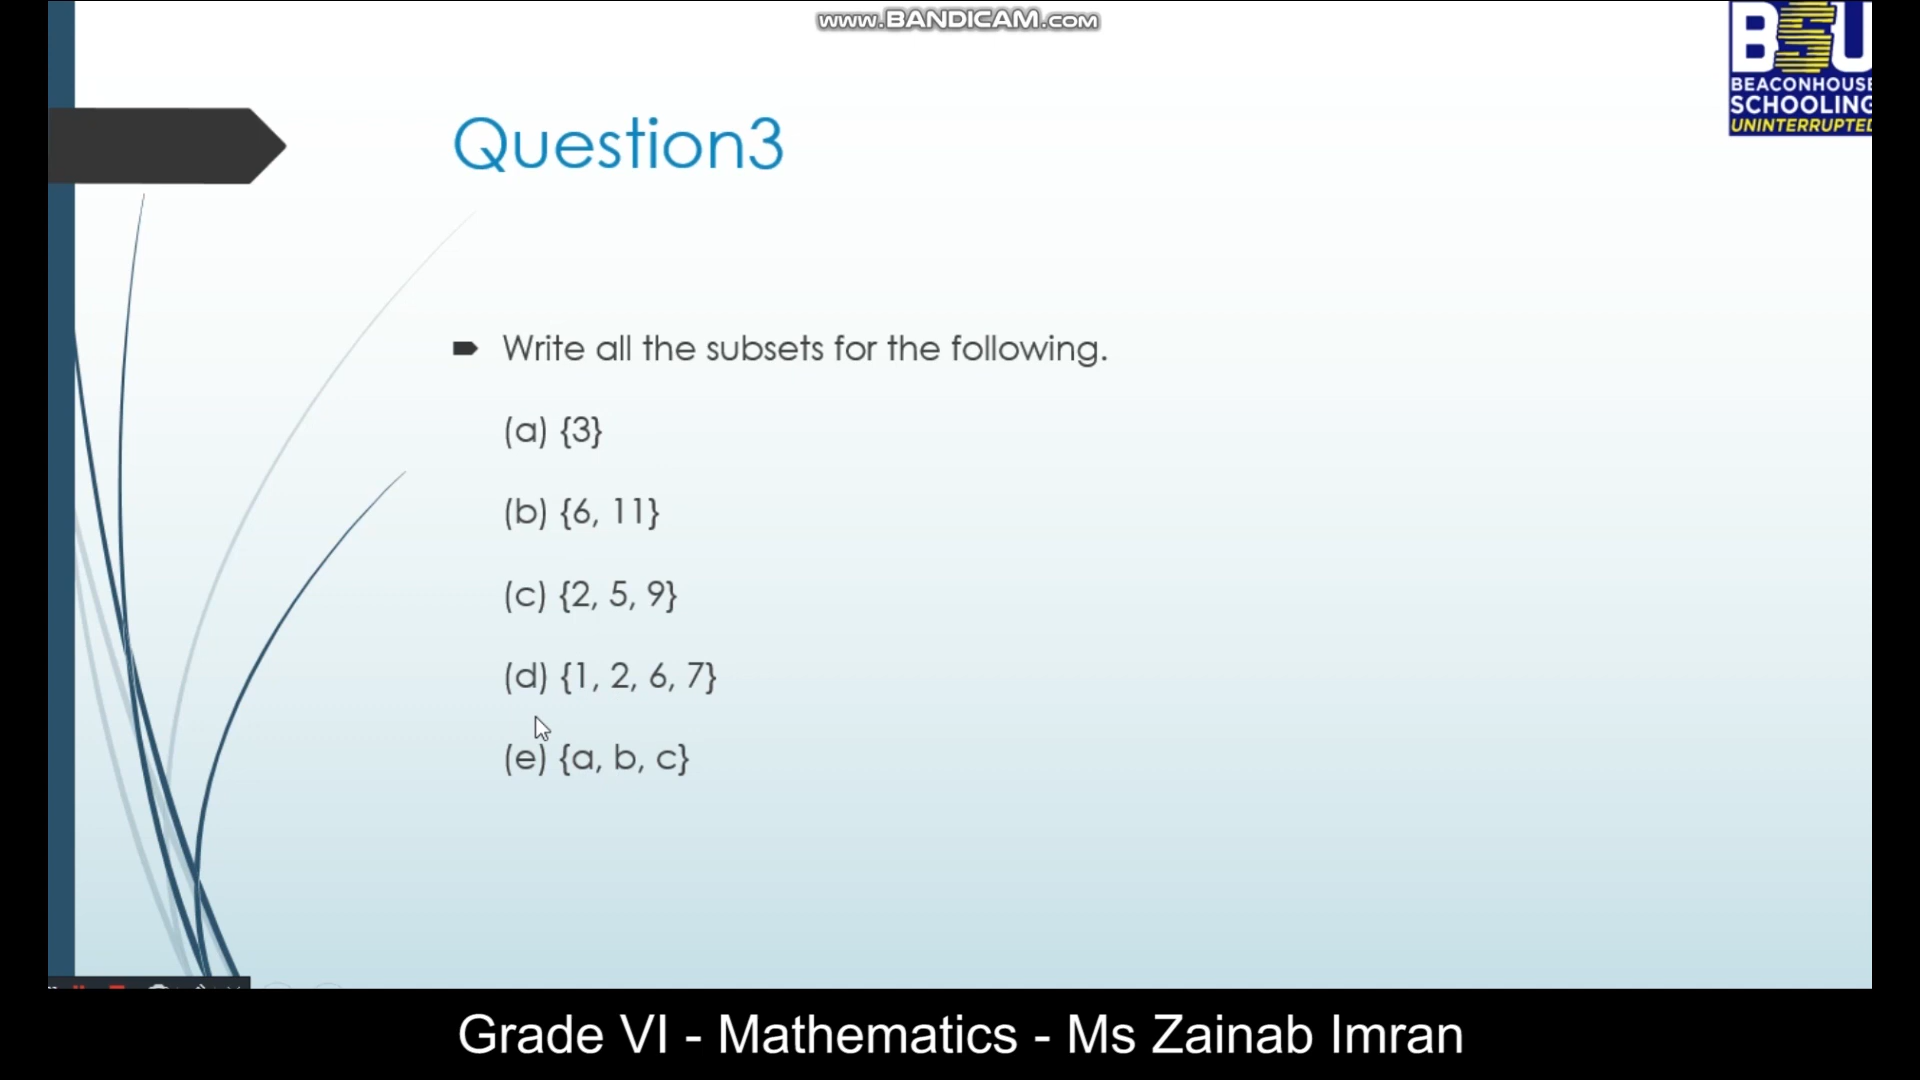 www.BANDICAM.com
BSU
BEACONHOUSE
SCHOOLING
UNINTERRUPTED
Question3
Write all the subsets for the following.
(a) {3}
(b) {6, 11}
(c) {2, 5, 9}
(d) {1, 2, 6, 7}
(e) {a, b, c}
Grade VI - Mathematics - Ms Zainab Imran